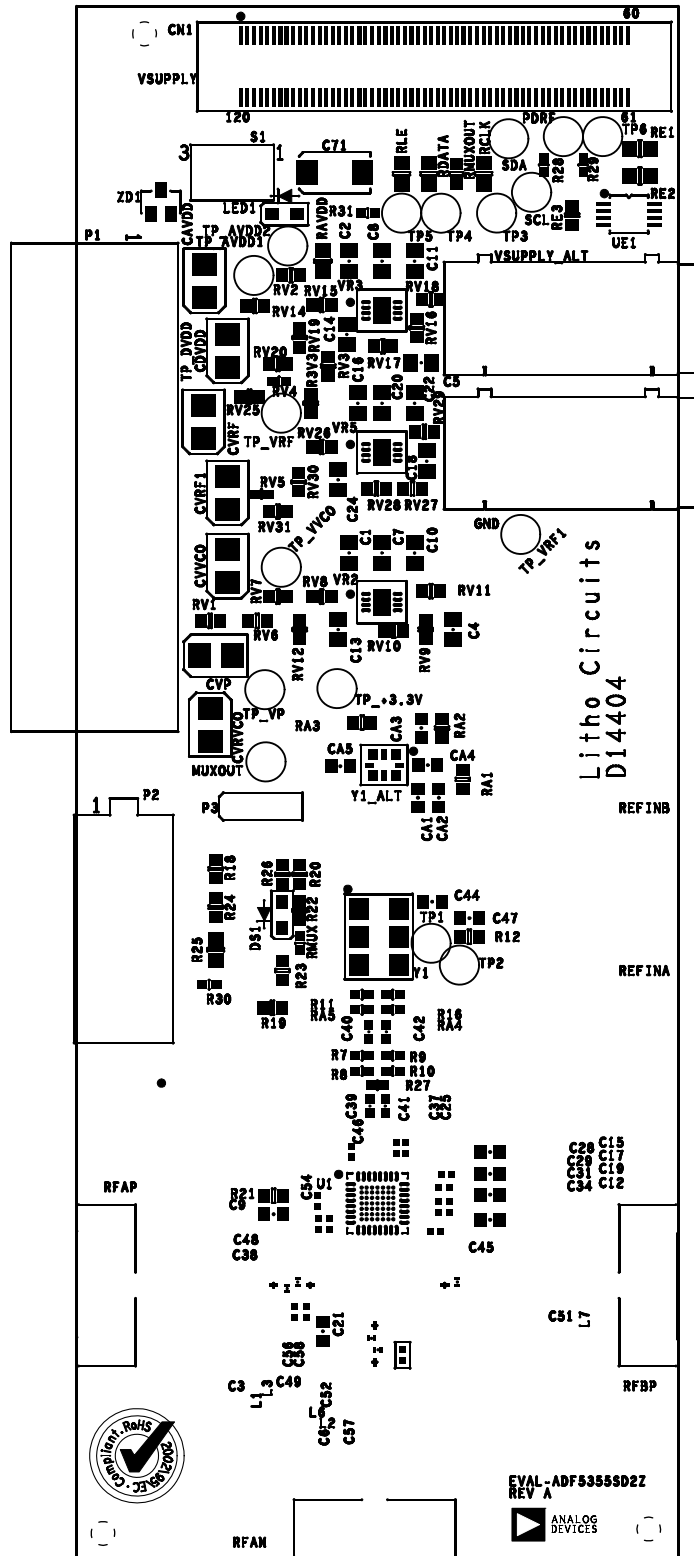 60
CN1
VSUPPLY
120
61
S1
3
1
C71
RLE
RDATA
RMUXOUT
RCLK
PDRF
TP6
RE1
SDA
R28
R29
ZD1
LED1
R31
SCL
RE3
RE2
UE1
TP5
TP4
TP3
VSUPPLY_ALT
P1
1
CAVDD
TP_AVDD2
TP_AVDD1
RAVDD
C2
C8
C11
RV2
RV15
VR3
RV18
RV14
TP_DVDD
CDVDD
RV19
C14
RV16
RV20
RV3
RV17
R3V3
C16
C20
C22
C5
RV4
RV25
CVRF
TP_VRF
RV26
VR5
RV29
C18
CVRF1
RV5
RV30
RV31
C24
RV28
RV27
GND
TP_VRF1
TP_VVCO
C1
C7
C10
CVVCO
RV7
RV8
VR2
RV11
RV1
RV6
RV12
C13
RV10
RV9
C4
Litho Circuits
D14404
CVP
TP_VP
TP_+3.3V
CVRVCO
RA3
CA3
RA2
MUXOUT
CA5
CA4
Y1_ALT
RA1
CA1
CA2
1
P2
P3
REFINB
R18
R26
R20
R24
R22
C44
C47
TP1
R12
R25
DS1
RMUX
R23
Y1
TP2
REFINA
R30
R19
R11
RA5
R16
RA4
C40
C42
R7
R9
R8
R10
R27
C39
C41
C37
C25
C46
C28
C15
C29
C17
C31
C19
C34
C12
RFAP
R21
C9
C54
U1
C48
C38
C45
C21
C51
L7
C56
C58
C3
L1
L3
C49
C52
L6
L2
C6
C57
RFBP
Compliant·RoHS
2002/95/EC
EVAL-ADF5355SD2Z
REV A
ANALOG
DEVICES
RFAM